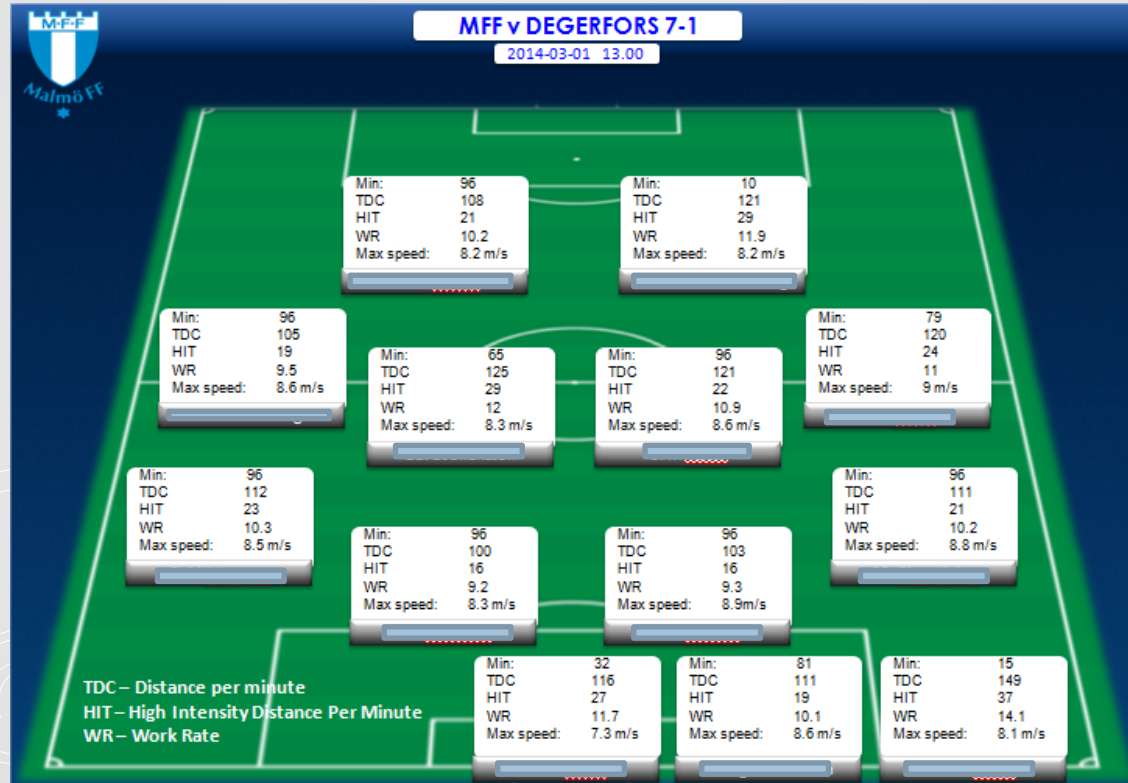 M·F·F
Malmö FF
MFF v DEGERFORS 7-1
2014-03-01 13.00
Min: 96
TDC 108
HIT 21
WR 10.2
Max speed: 8.2 m/s
Min: 10
TDC 121
HIT 29
WR 11.9
Max speed: 8.2 m/s
Min: 96
TDC 105
HIT 19
WR 9.5
Max speed: 8.6 m/s
Min: 65
TDC 125
HIT 29
WR 12
Max speed: 8.3 m/s
Min: 96
TDC 121
HIT 22
WR 10.9
Max speed: 8.6 m/s
Min: 79
TDC 120
HIT 24
WR 11
Max speed: 9 m/s
Min: 96
TDC 112
HIT 23
WR 10.3
Max speed: 8.5 m/s
Min: 96
TDC 100
HIT 16
WR 9.2
Max speed: 8.3 m/s
Min: 96
TDC 103
HIT 16
WR 9.3
Max speed: 8.9m/s
Min: 96
TDC 111
HIT 21
WR 10.2
Max speed: 8.8 m/s
TDC – Distance per minute
HIT – High Intensity Distance Per Minute
WR – Work Rate
Min: 32
TDC 116
HIT 27
WR 11.7
Max speed: 7.3 m/s
Min: 81
TDC 111
HIT 19
WR 10.1
Max speed: 8.6 m/s
Min: 15
TDC 149
HIT 37
WR 14.1
Max speed: 8.1 m/s